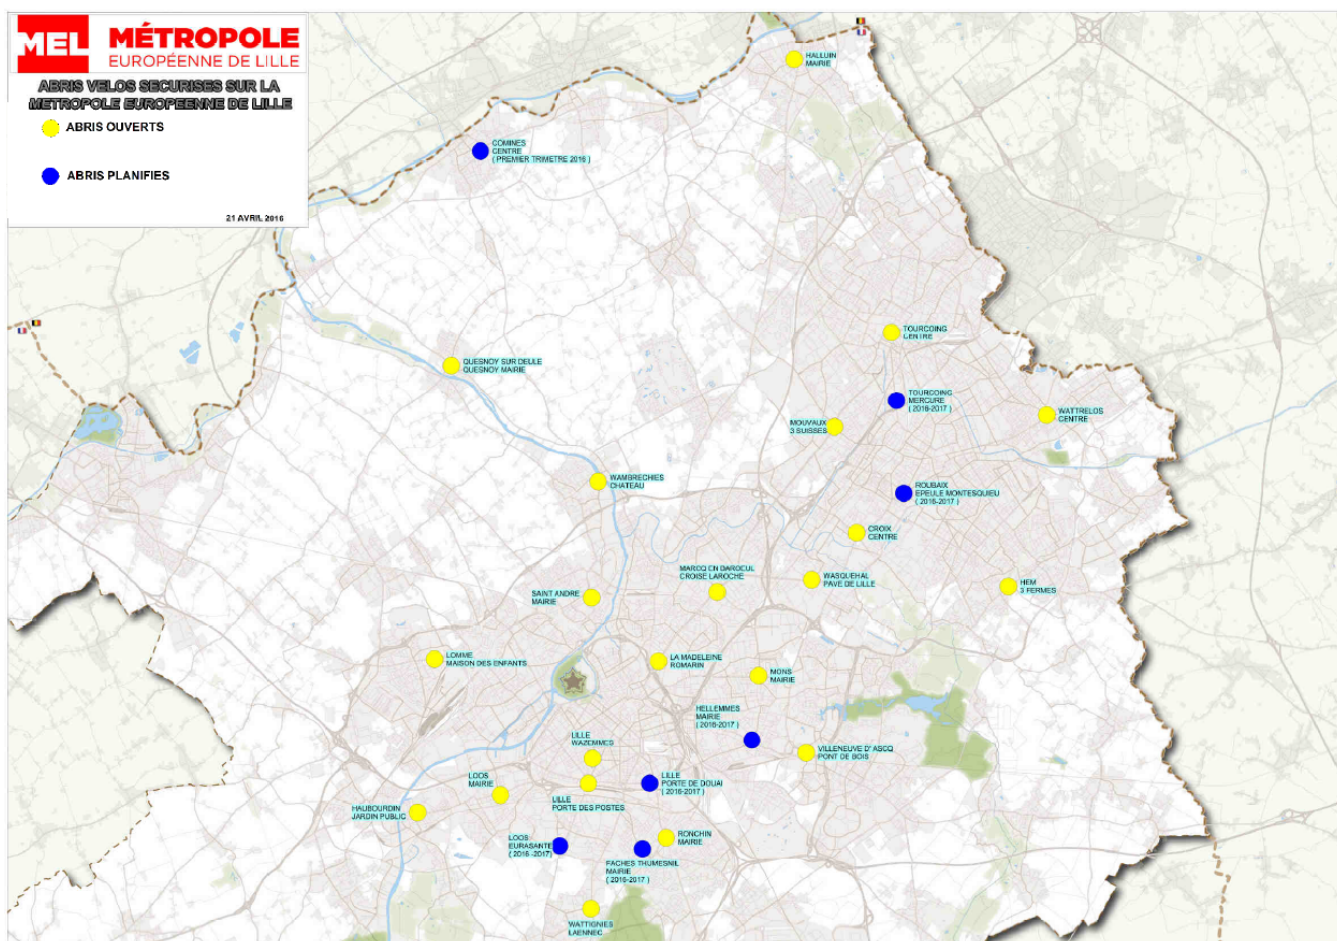 MEL MÉTROPOLE
EUROPÉENNE DE LILLE
ABRIS VELOS SECURISES SUR LA
METROPOLE EUROPEENNE DE LILLE
ABRIS OUVERTS
ABRIS PLANIFIES
21 AVRIL 2016
HALLUIN
MAIRIE
COMINES
CENTRE
( PREMIER TRIMETRE 2016 )
TOURCOING
CENTRE
QUESNOY SUR DEULE
QUESNOY MAIRIE
TOURCOING
MERCURE
( 2016-2017 )
WATTRELOS
CENTRE
MOUVAUX
3 SUISSES
WAMBRECHIES
CHATEAU
ROUBAIX
EPEULE MONTESQUIEU
( 2016-2017 )
CROIX
CENTRE
MARCQ EN BAROEUL
CROISE LAROCHE
WASQUEHAL
PAVE DE LILLE
HEM
3 FERMES
SAINT ANDRE
MAIRIE
LOMME
MAISON DES ENFANTS
LA MADELEINE
ROMARIN
MONS
MAIRIE
HELLEMMES
MAIRIE
( 2016-2017 )
LILLE
WAZEMMES
VILLENEUVE D' ASCQ
PONT DE BOIS
LOOS
MAIRIE
LILLE
PORTE DE DOUAI
( 2016-2017 )
LILLE
PORTE DES POSTES
HAUBOURDIN
JARDIN PUBLIC
LOOS
EURASANTE
( 2016 -2017 )
RONCHIN
MAIRIE
FACHES THUMESNIL
MAIRIE
( 2016-2017 )
WATTIGNIES
LAENNEC